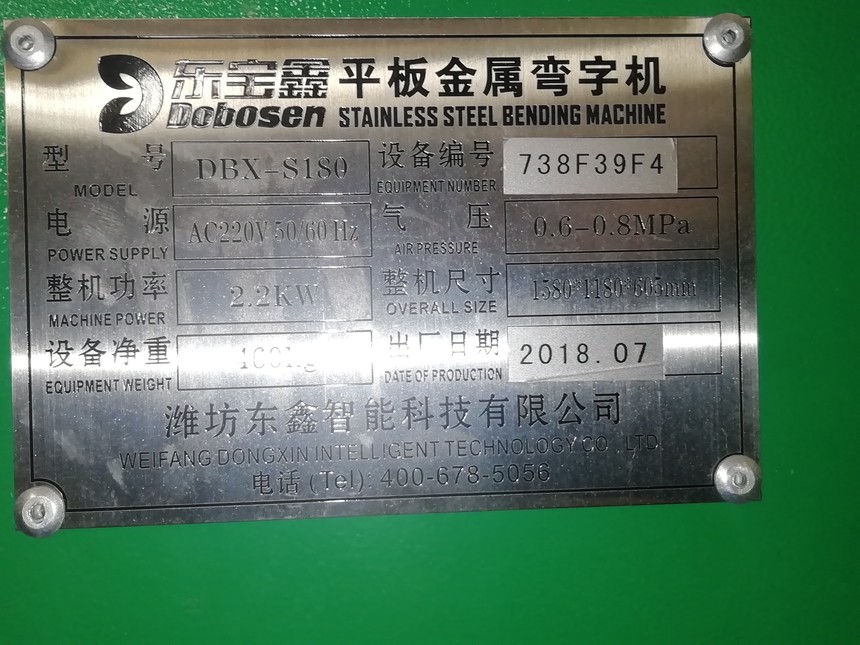 东宝鑫 平板金属弯字机
Dobosen STAINLESS STEEL BENDING MACHINE
型 号 DBX-S180 设备编号 738F39F4
MODEL EQUIPMENT NUMBER
电 源 AC220V 50/60Hz 气 压 0.6-0.8MPa
POWER SUPPLY AIR PRESSURE
整机功率 2.2KW 整机尺寸 1580*1180*605mm
MACHINE POWER OVERALL SIZE
设备净重 出厂日期 2018.07
EQUIPMENT WEIGHT DATE OF PRODUCTION
潍坊东鑫智能科技有限公司
WEIFANG DONGXIN INTELLIGENT TECHNOLOGY CO. LTD.
电话 (Tel): 400-678-5056